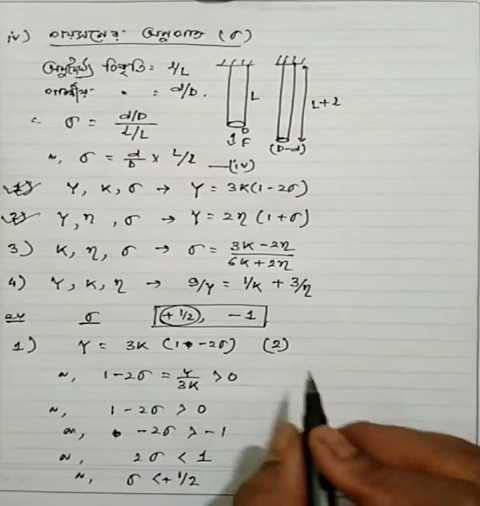 iv) পয়সনের অনুপাত (σ)
অনুদৈর্ঘ্য বিকৃতি = l/L
পার্শ্বীয় " = d/D.
∴ σ = (d/D)/(l/L)
বা, σ = d/D × L/l —(iv)
L
D
F
(D-d)
L+l
1) Y, K, σ → Y = 3K(1-2σ)
2) Y, η, σ → Y = 2η(1+σ)
3) K, η, σ → σ = (3K-2η)/(6K+2η)
4) Y, K, η → 9/Y = 1/K + 3/η
σ +1/2, -1
1) Y = 3K (1-2σ) (2)
বা, 1-2σ = Y/3K > 0
বা, 1-2σ > 0
বা, -2σ > -1
বা, 2σ < 1
বা, σ < +1/2